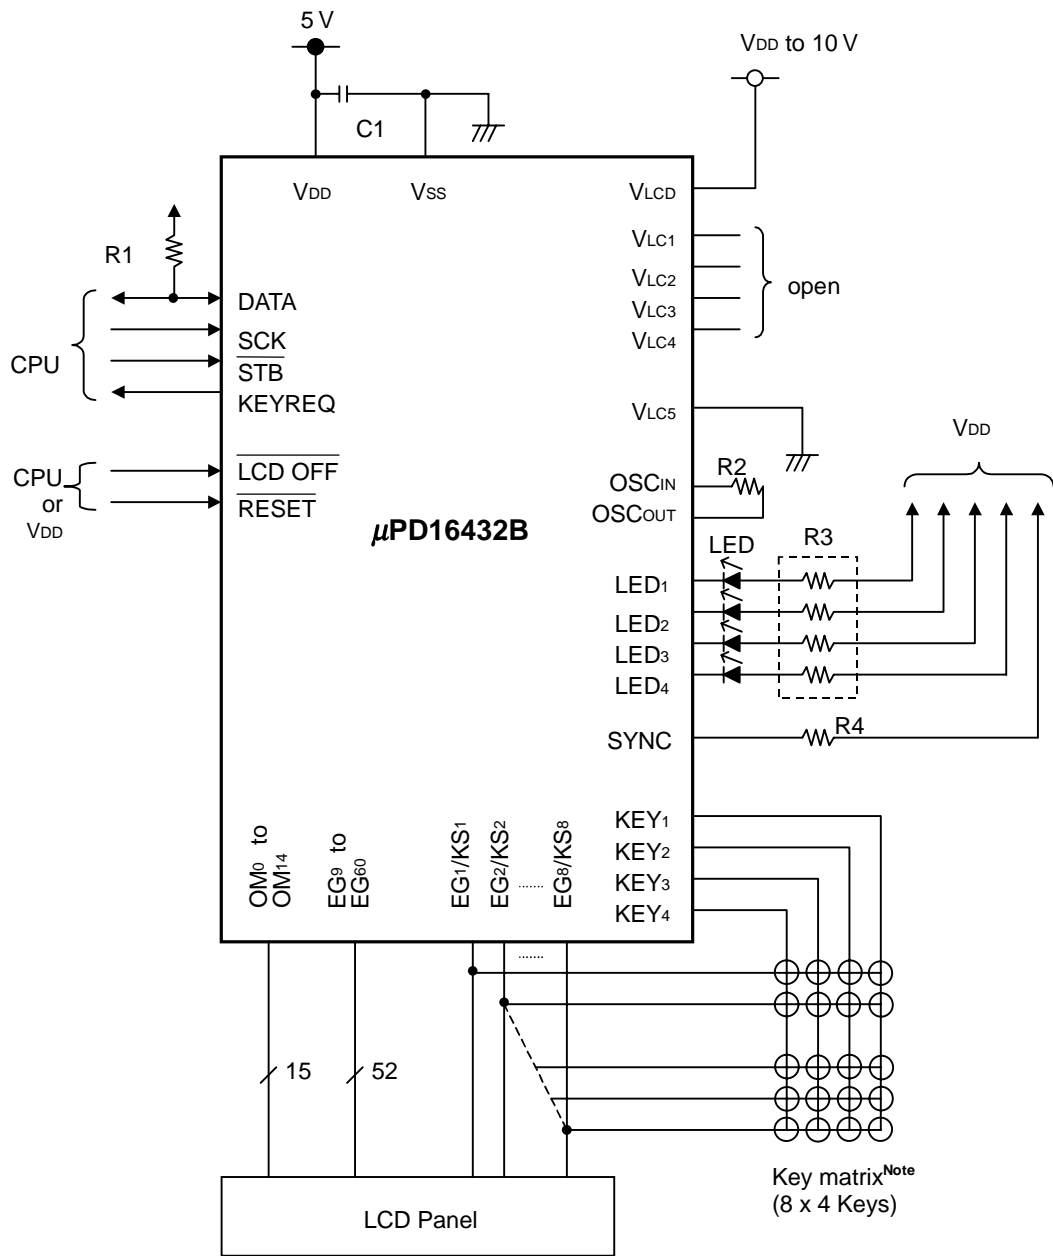 5 V
VDD to 10 V
C1
VDD
VSS
VLCD
R1
VLC1
VLC2
open
VLC3
VLC4
DATA
SCK
CPU
STB
KEYREQ
VLC5
VDD
LCD OFF
CPU
or
VDD
RESET
OSCIN
R2
OSCOUT
µPD16432B
LED
R3
LED1
LED2
LED3
LED4
SYNC
R4
KEY1
KEY2
KEY3
KEY4
OM0 to
OM14
EG9 to
EG60
EG1/KS1
EG2/KS2
........
EG8/KS8
........
15
52
Key matrixNote
(8 x 4 Keys)
LCD Panel